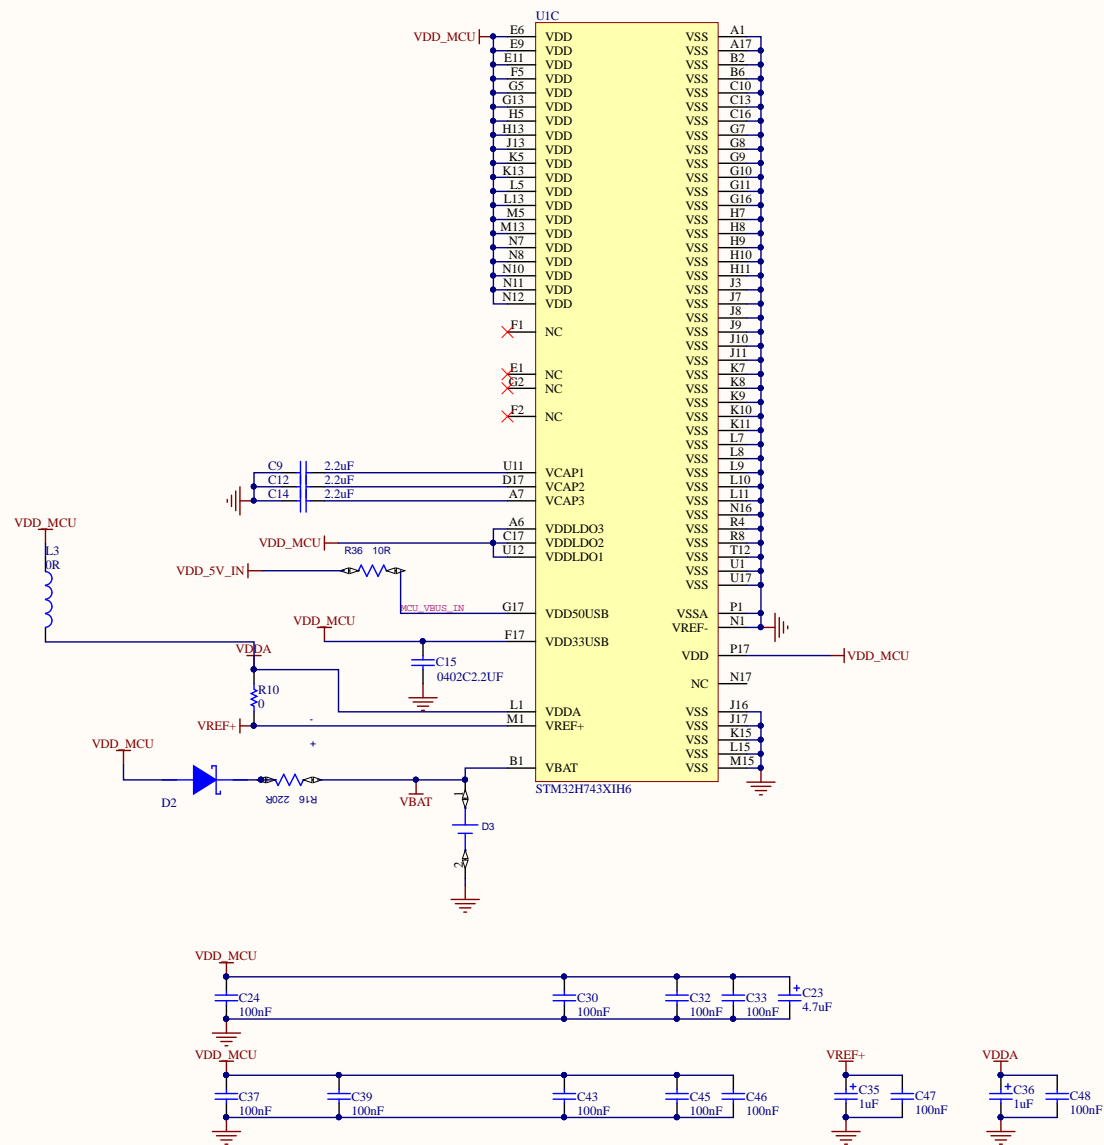 U1C
VDD_MCU E6 VDD VSS A1
E9 VDD VSS A17
E11 VDD VSS B2
F5 VDD VSS B6
G5 VDD VSS C10
G13 VDD VSS C13
H5 VDD VSS C16
H13 VDD VSS G7
J13 VDD VSS G8
K5 VDD VSS G9
K13 VDD VSS G10
L5 VDD VSS G11
L13 VDD VSS G16
M5 VDD VSS H7
M13 VDD VSS H8
N7 VDD VSS H9
N8 VDD VSS H10
N10 VDD VSS H11
N11 VDD VSS J3
N12 VDD VSS J7
VSS J8
F1 NC VSS J9
VSS J10
VSS J11
E1 NC VSS K7
G2 NC VSS K8
VSS K9
F2 NC VSS K10
VSS K11
VSS L7
VSS L8
C9 2.2uF U11 VCAP1 VSS L9
C12 2.2uF D17 VCAP2 VSS L10
C14 2.2uF A7 VCAP3 VSS L11
VSS N16
VDD_MCU A6 VDDLDO3 VSS R4
VDD_MCU C17 VDDLDO2 VSS R8
L3 R36 10R U12 VDDLDO1 VSS T12
0R VDD_5V_IN VSS U1
VSS U17
MCU_VBUS_IN G17 VDD50USB VSSA P1
VDD_MCU VREF- N1
F17 VDD33USB
VDDA VDD P17 VDD_MCU
C15
0402C2.2UF
NC N17
R10
0
L1 VDDA VSS J16
VREF+ - M1 VREF+ VSS J17
VDD_MCU + VSS K15
VSS L15
B1 VBAT VSS M15
STM32H743XIH6
D2 220R R16 VBAT 1
D3
2
VDD_MCU
C24 C30 C32 C33 + C23
100nF 100nF 100nF 100nF 4.7uF
VDD_MCU VREF+ VDDA
C37 C39 C43 C45 C46 + C35 C47 + C36 C48
100nF 100nF 100nF 100nF 100nF 1uF 100nF 1uF 100nF